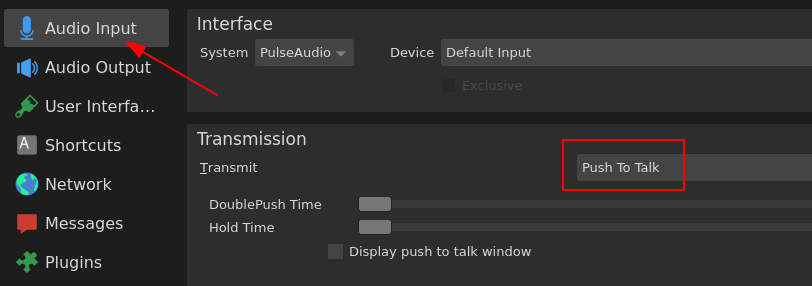 Audio Input
Audio Output
User Interfa...
A Shortcuts
Network
Messages
Plugins
Interface
System PulseAudio Device Default Input
Exclusive
Transmission
Transmit Push To Talk
DoublePush Time
Hold Time
Display push to talk window